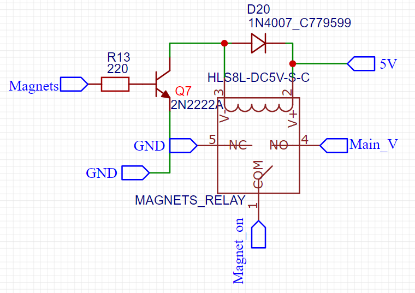 D20
1N4007_C779599
R13
220
HLS8L-DC5V-S-C
5V
Magnets
Q7
2N2222A
3
2
V-
V+
GND
5
NC
NO
4
Main_V
GND
COM
MAGNETS_RELAY
1
Magnet_on